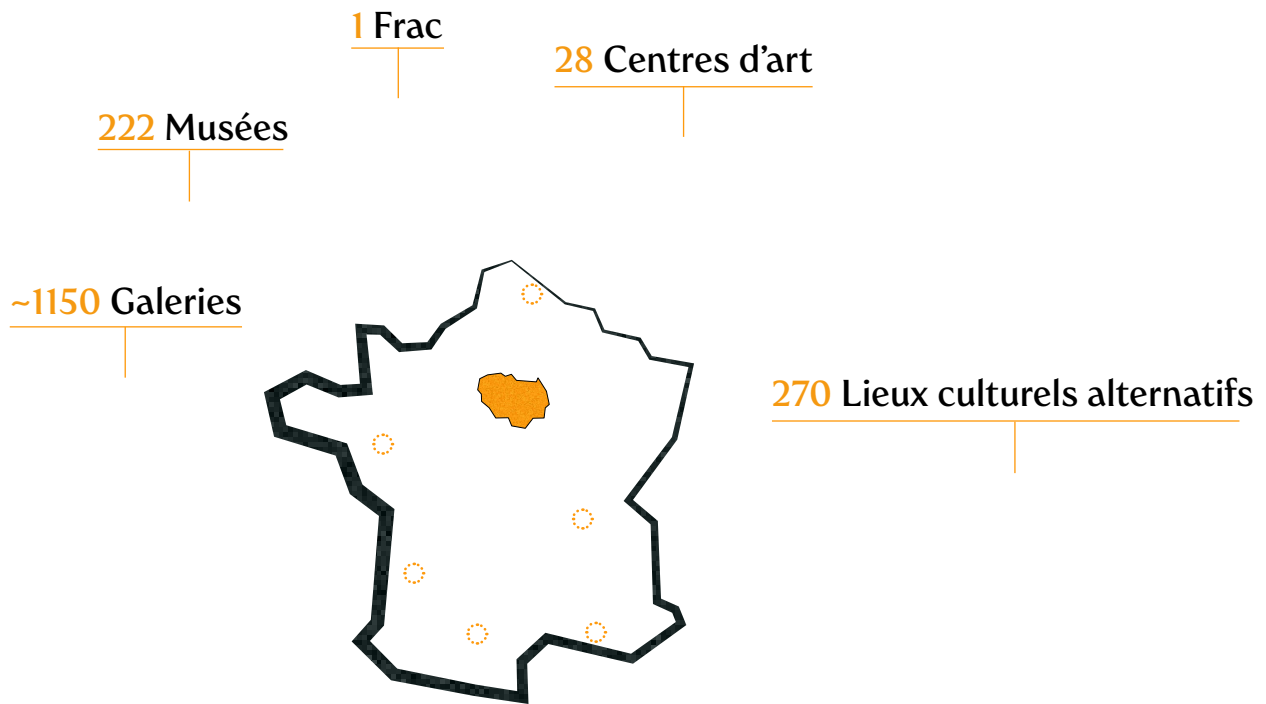 1 Frac
28 Centres d’art
222 Musées
~1150 Galeries
270 Lieux culturels alternatifs